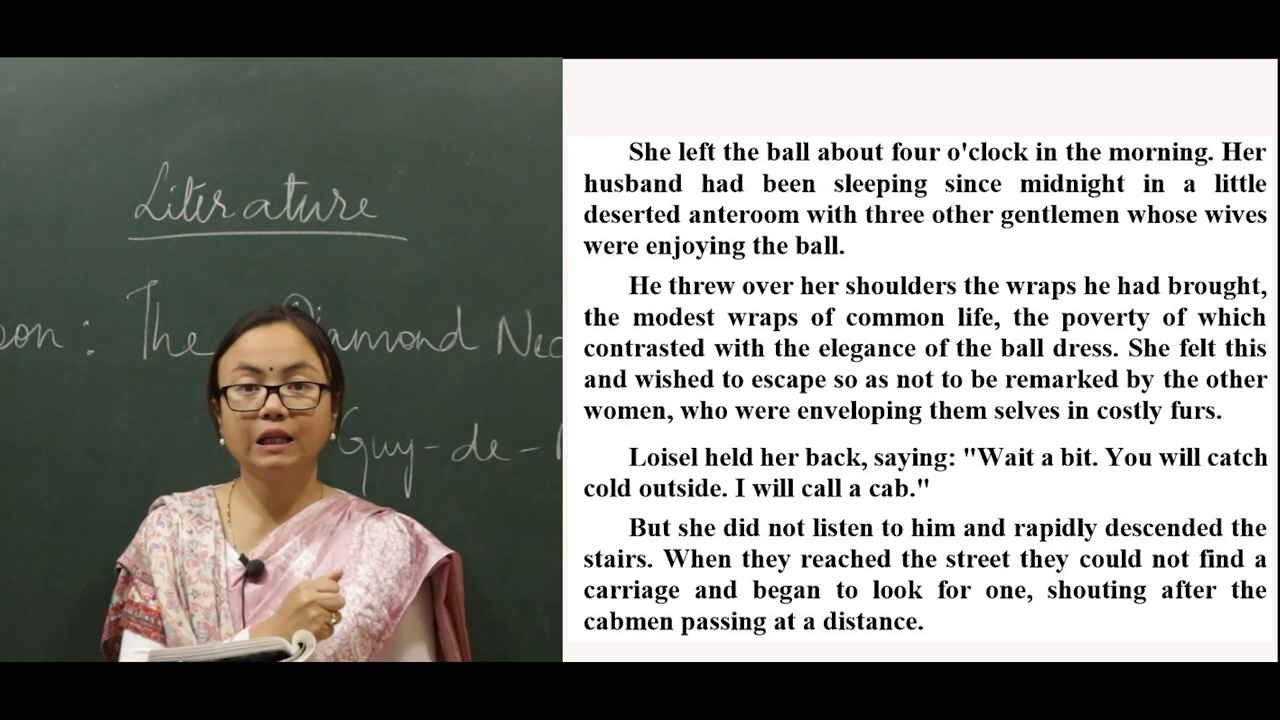 Literature
son: The Diamond Nec
Guy-de-
She left the ball about four o'clock in the morning. Her
husband had been sleeping since midnight in a little
deserted anteroom with three other gentlemen whose wives
were enjoying the ball.
He threw over her shoulders the wraps he had brought,
the modest wraps of common life, the poverty of which
contrasted with the elegance of the ball dress. She felt this
and wished to escape so as not to be remarked by the other
women, who were enveloping them selves in costly furs.
Loisel held her back, saying: "Wait a bit. You will catch
cold outside. I will call a cab."
But she did not listen to him and rapidly descended the
stairs. When they reached the street they could not find a
carriage and began to look for one, shouting after the
cabmen passing at a distance.